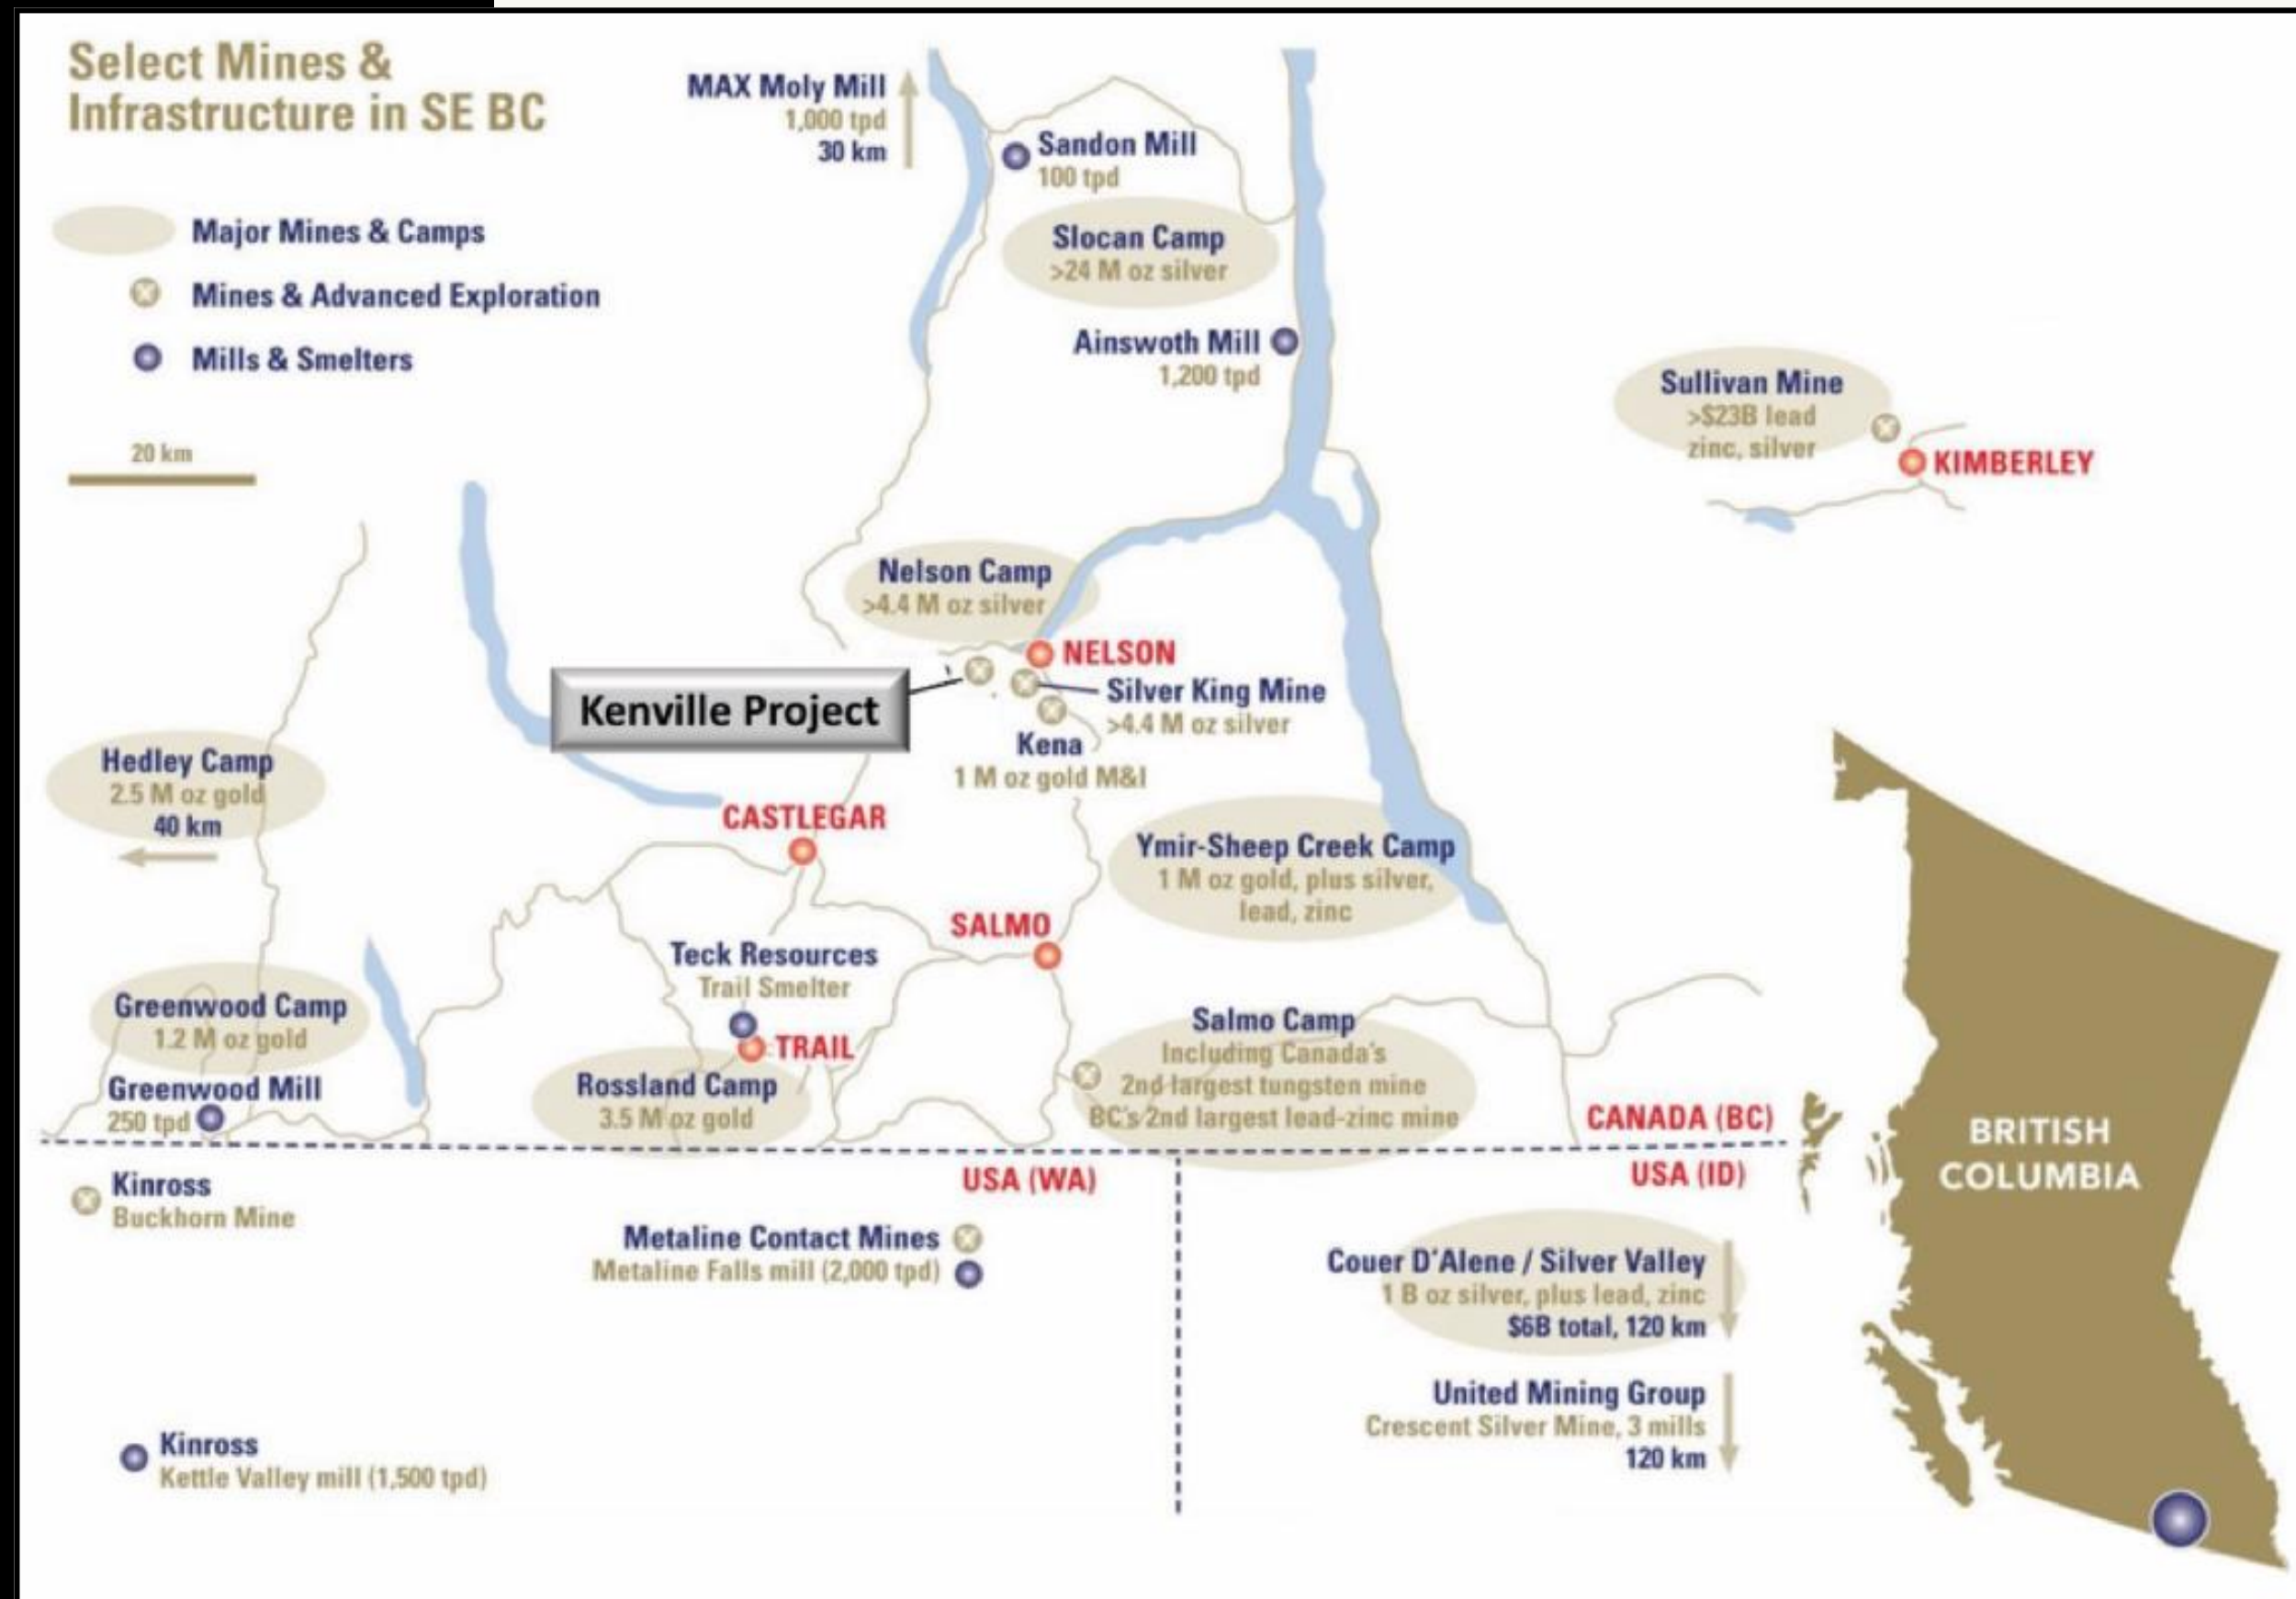 Select Mines &
Infrastructure in SE BC
Major Mines & Camps
Mines & Advanced Exploration
Mills & Smelters
20 km
MAX Moly Mill
1,000 tpd
30 km
Sandon Mill
100 tpd
Slocan Camp
>24 M oz silver
Ainswoth Mill
1,200 tpd
Sullivan Mine
>$23B lead
zinc, silver
KIMBERLEY
Nelson Camp
>4.4 M oz silver
NELSON
Kenville Project
Silver King Mine
>4.4 M oz silver
Kena
1 M oz gold M&I
Hedley Camp
2.5 M oz gold
40 km
CASTLEGAR
Ymir-Sheep Creek Camp
1 M oz gold, plus silver,
lead, zinc
SALMO
Teck Resources
Trail Smelter
TRAIL
Greenwood Camp
1.2 M oz gold
Greenwood Mill
250 tpd
Rossland Camp
3.5 M oz gold
Salmo Camp
Including Canada's
2nd largest tungsten mine
BC's 2nd largest lead-zinc mine
CANADA (BC)
USA (WA)
USA (ID)
BRITISH
COLUMBIA
Kinross
Buckhorn Mine
Metaline Contact Mines
Metaline Falls mill (2,000 tpd)
Couer D'Alene / Silver Valley
1 B oz silver, plus lead, zinc
$6B total, 120 km
United Mining Group
Crescent Silver Mine, 3 mills
120 km
Kinross
Kettle Valley mill (1,500 tpd)